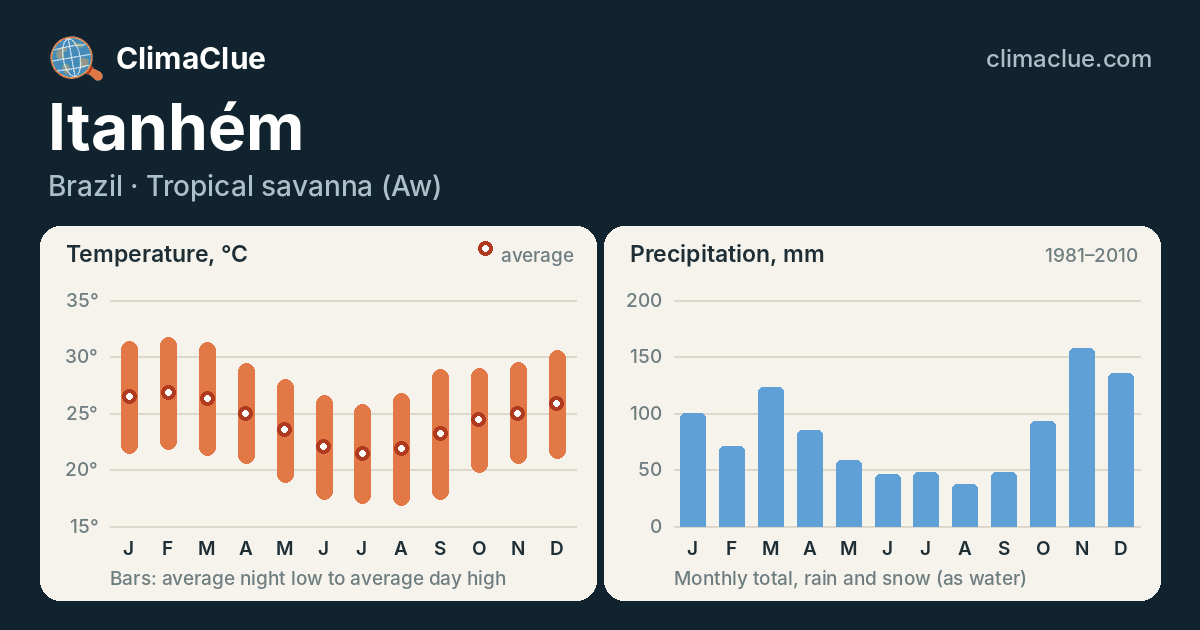 ClimaClue
climaclue.com
Itanhém
Brazil · Tropical savanna (Aw)
Temperature, °C
average
35°
30°
25°
20°
15°
J F M A M J J A S O N D
Bars: average night low to average day high
Precipitation, mm
1981–2010
200
150
100
50
0
J F M A M J J A S O N D
Monthly total, rain and snow (as water)